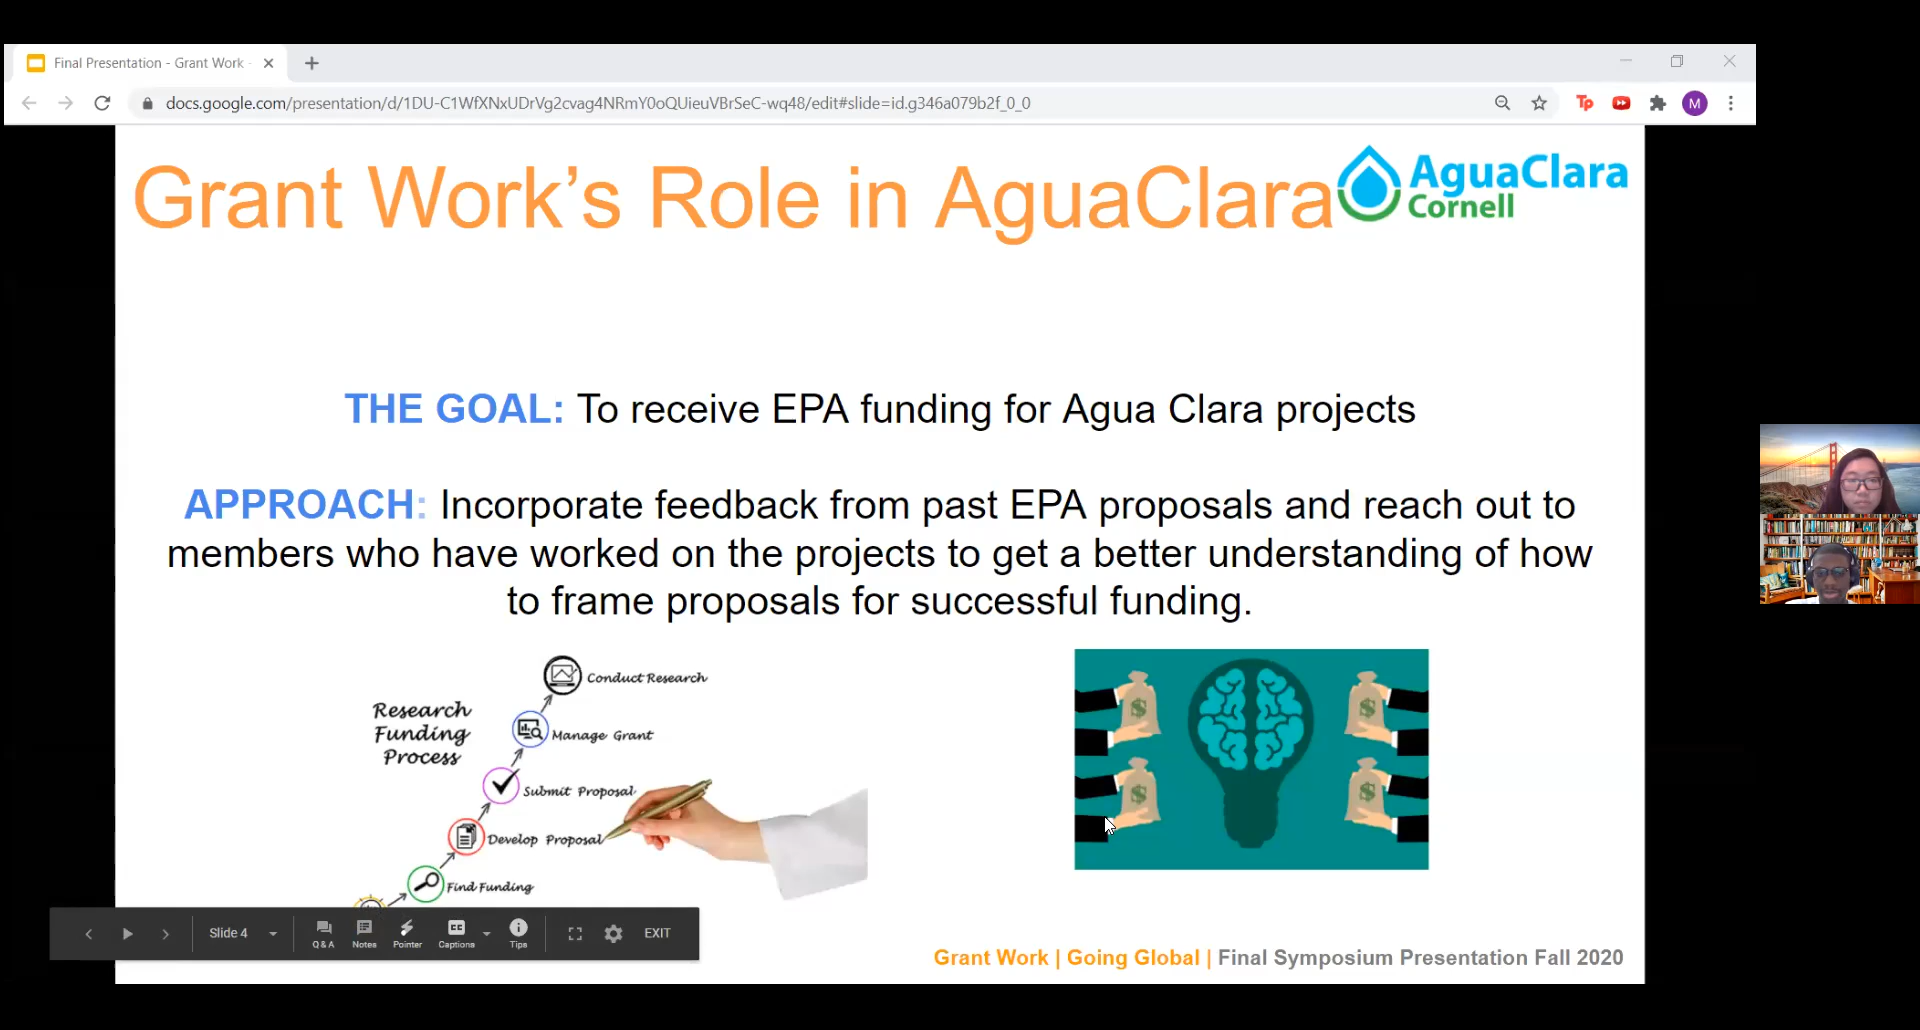 Final Presentation - Grant Work -
docs.google.com/presentation/d/1DU-C1WfXNxUDrVg2cvag4NRmY0oQUieuVBrSeC-wq48/edit#slide=id.g346a079b2f_0_0
Tp
M
Grant Work’s Role in AguaClara
AguaClara
Cornell
THE GOAL: To receive EPA funding for Agua Clara projects
APPROACH: Incorporate feedback from past EPA proposals and reach out to
members who have worked on the projects to get a better understanding of how
to frame proposals for successful funding.
Research
Funding
Process
Conduct Research
Manage Grant
Submit Proposal
Develop Proposal
Find Funding
$
$
$
$
Slide 4
Q&A
Notes
Pointer
CC
Captions
Tips
EXIT
Grant Work | Going Global | Final Symposium Presentation Fall 2020